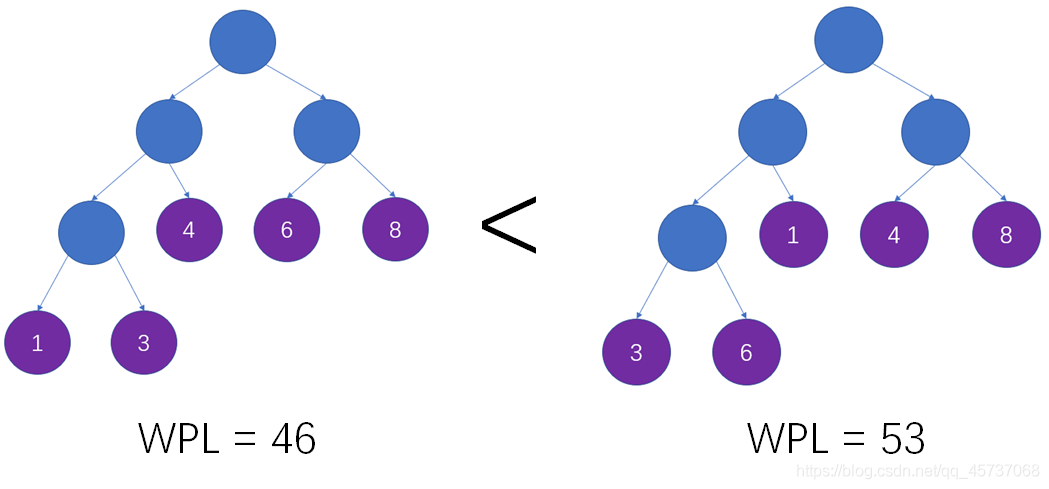 4 6 8
1 3
WPL = 46
<
1 4 8
3 6
WPL = 53
https://blog.csdn.net/qq_45737068